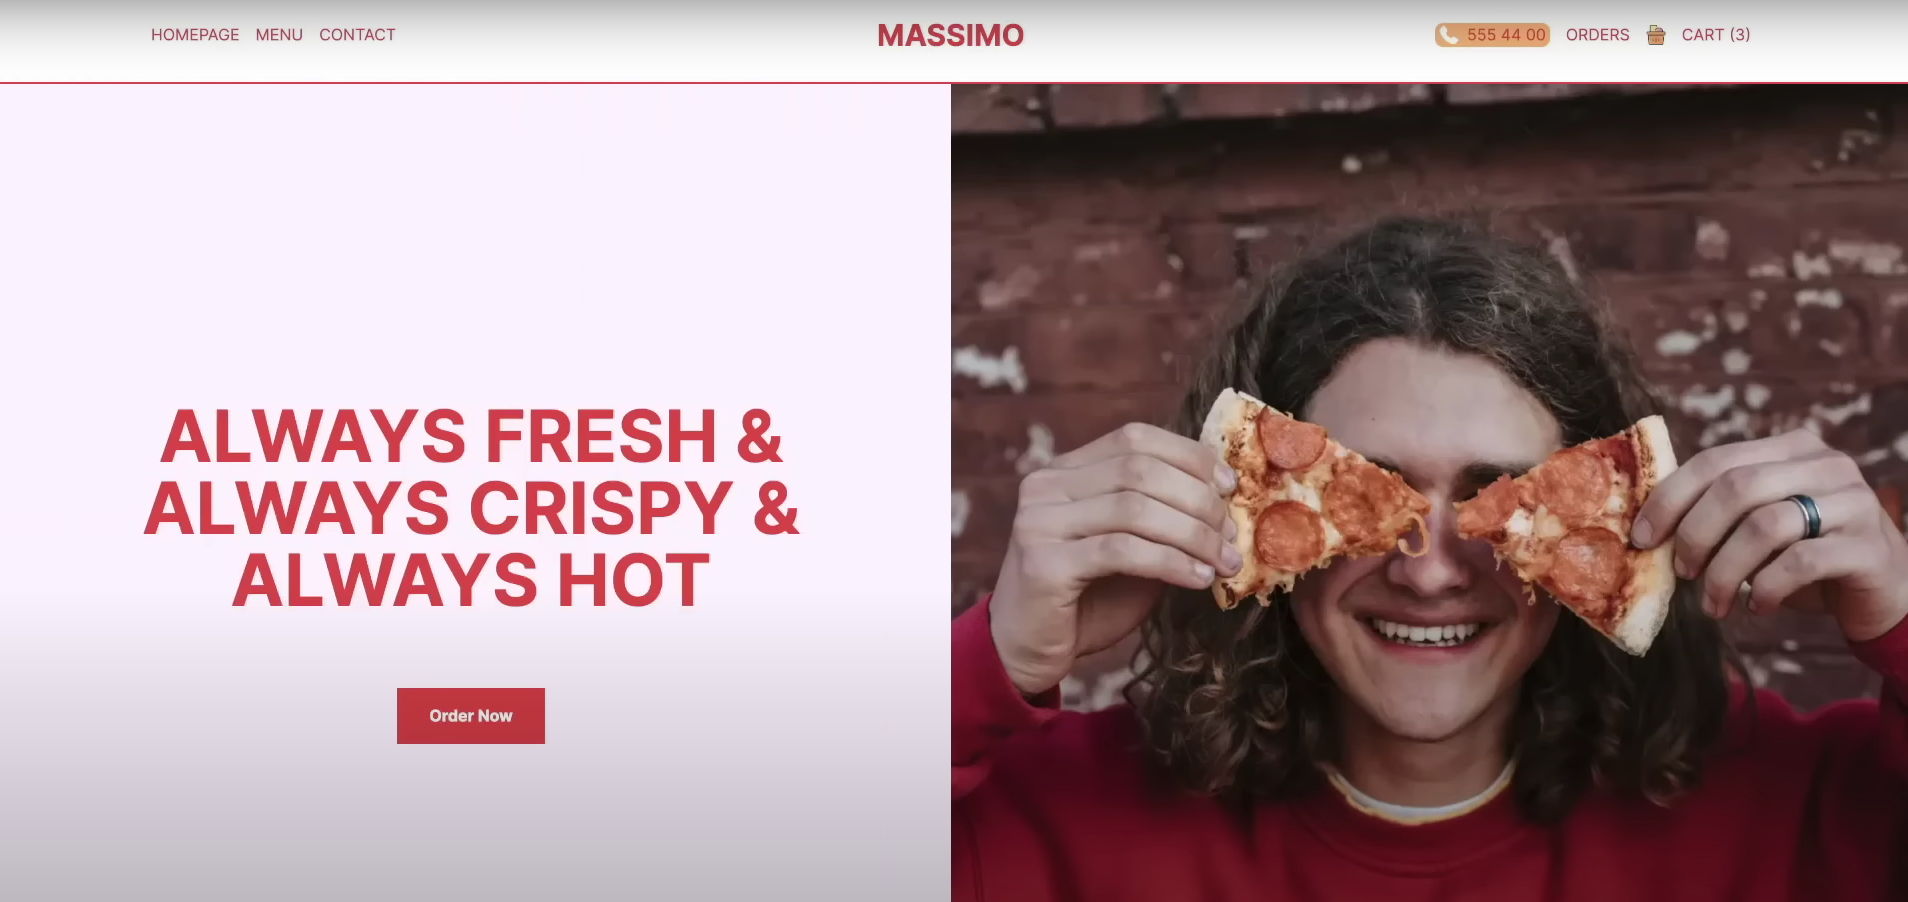 HOMEPAGE MENU CONTACT
MASSIMO
555 44 00 ORDERS CART (3)
ALWAYS FRESH &
ALWAYS CRISPY &
ALWAYS HOT
Order Now